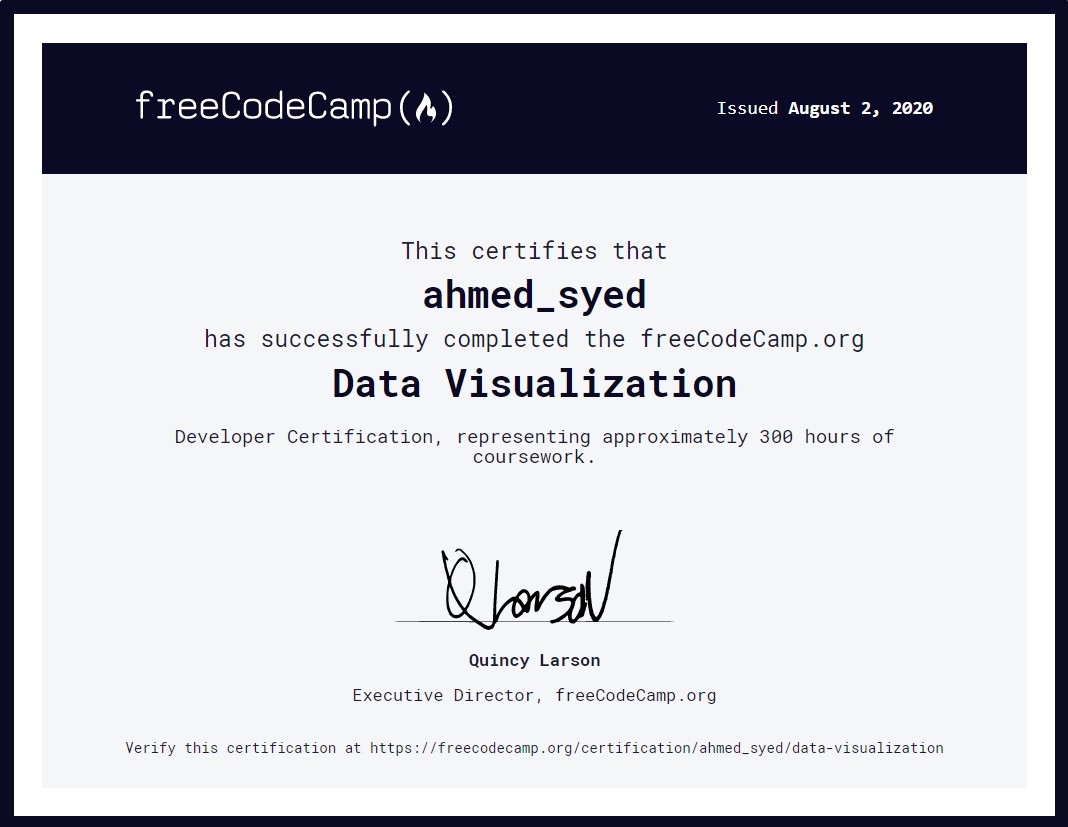 freeCodeCamp(🔥)
Issued August 2, 2020
This certifies that
ahmed_syed
has successfully completed the freeCodeCamp.org
Data Visualization
Developer Certification, representing approximately 300 hours of
coursework.
Q Larson
Quincy Larson
Executive Director, freeCodeCamp.org
Verify this certification at https://freecodecamp.org/certification/ahmed_syed/data-visualization